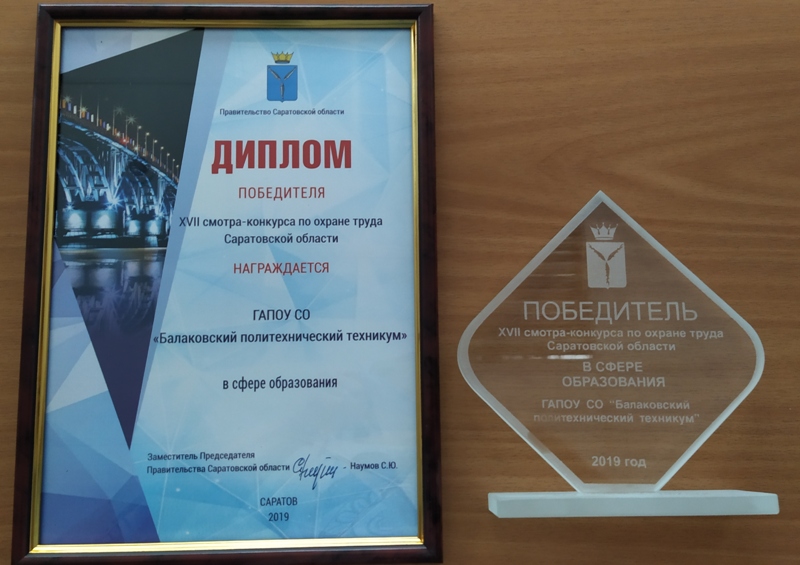 Правительство Саратовской области
ДИПЛОМ
ПОБЕДИТЕЛЯ
XVII смотра-конкурса по охране труда
Саратовской области
НАГРАЖДАЕТСЯ
ГАПОУ СО
«Балаковский политехнический техникум»
в сфере образования
Заместитель Председателя
Правительства Саратовской области - Наумов С.Ю.
САРАТОВ
2019
ПОБЕДИТЕЛЬ
XVII смотра-конкурса по охране труда
Саратовской области
В СФЕРЕ
ОБРАЗОВАНИЯ
ГАПОУ СО "Балаковский
политехнический техникум"
2019 год